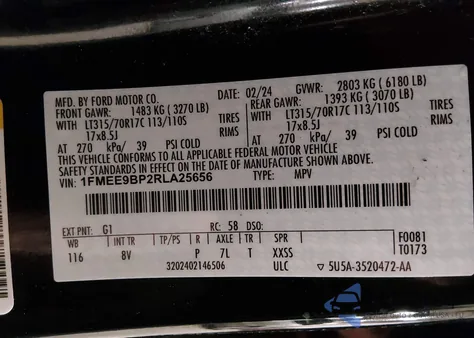 MFD. BY FORD MOTOR CO. DATE: 02/24 GVWR: 2803 KG ( 6180 LB)
FRONT GAWR: 1483 KG ( 3270 LB) REAR GAWR: 1393 KG ( 3070 LB)
WITH LT315/70R17C 113/110S TIRES WITH LT315/70R17C 113/110S TIRES
17x8.5J RIMS 17x8.5J RIMS
AT 270 kPa/ 39 PSI COLD AT 270 kPa/ 39 PSI COLD
THIS VEHICLE CONFORMS TO ALL APPLICABLE FEDERAL MOTOR VEHICLE
SAFETY STANDARDS IN EFFECT ON THE DATE OF MANUFACTURE SHOWN ABOVE.
VIN: 1FMEE9BP2RLA25656 TYPE: MPV
EXT PNT: G1 RC: 58 DSO: F0081
WB INT TR TP/PS R AXLE TR SPR T0173
116 8V P 7L T XXSS
3202402146506 ULC 5U5A-3520472-AA